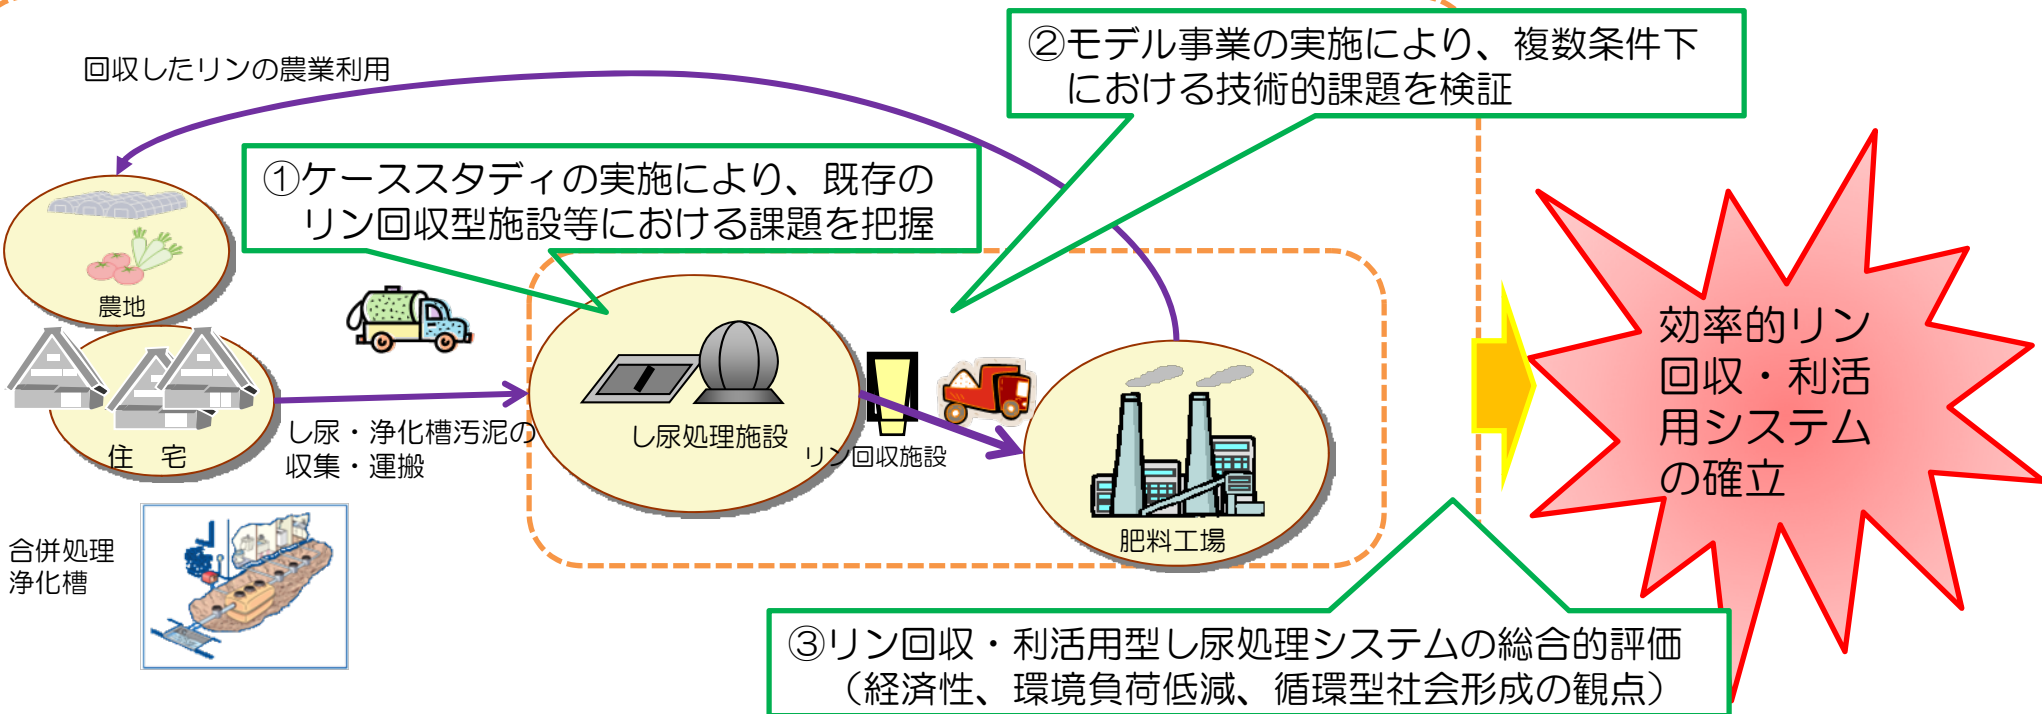 回収したリンの農業利用
②モデル事業の実施により、複数条件下
における技術的課題を検証
①ケーススタディの実施により、既存の
リン回収型施設等における課題を把握
農地
住 宅
し尿・浄化槽汚泥の
収集・運搬
し尿処理施設
リン回収施設
肥料工場
効率的リン
回収・利活
用システム
の確立
合併処理
浄化槽
③リン回収・利活用型し尿処理システムの総合的評価
（経済性、環境負荷低減、循環型社会形成の観点）